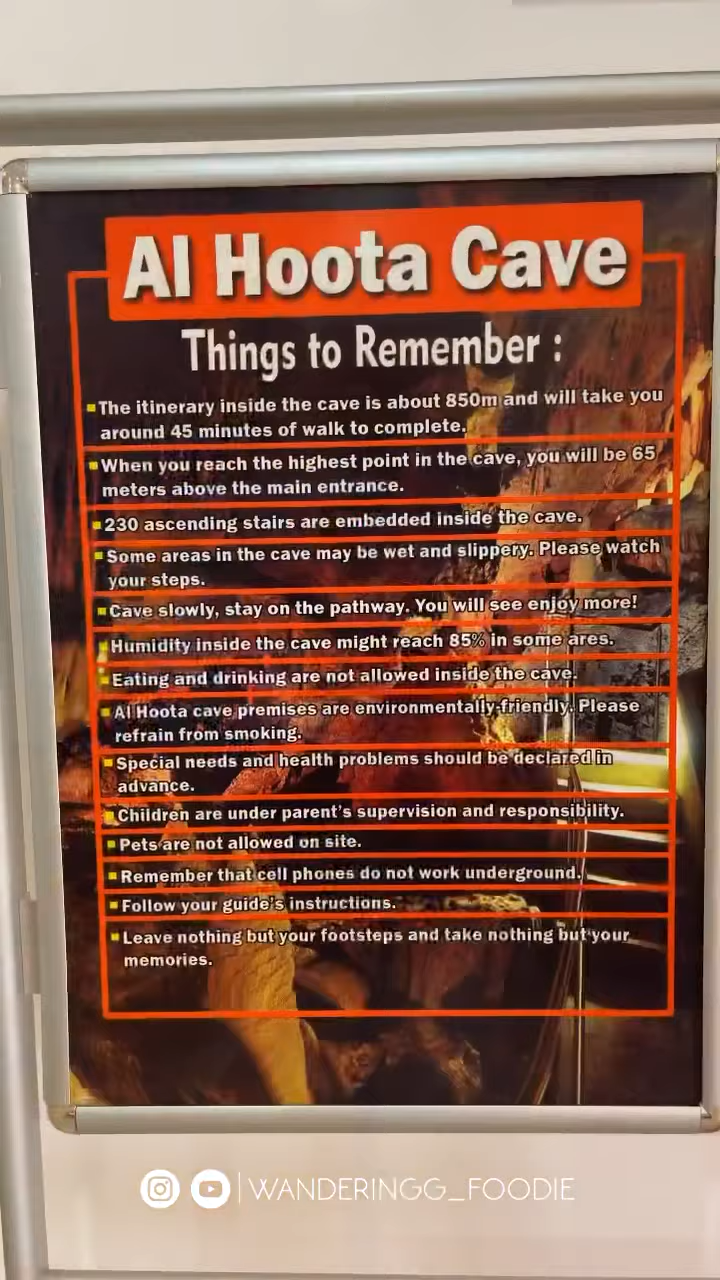 Al Hoota Cave
Things to Remember :
The itinerary inside the cave is about 850m and will take you
around 45 minutes of walk to complete.
When you reach the highest point in the cave, you will be 65
meters above the main entrance.
230 ascending stairs are embedded inside the cave.
Some areas in the cave may be wet and slippery. Please watch
your steps.
Cave slowly, stay on the pathway. You will see enjoy more!
Humidity inside the cave might reach 85% in some ares.
Eating and drinking are not allowed inside the cave.
Al Hoota cave premises are environmentally-friendly. Please
refrain from smoking.
Special needs and health problems should be declared in
advance.
Children are under parent's supervision and responsibility.
Pets are not allowed on site.
Remember that cell phones do not work underground.
Follow your guide's instructions.
Leave nothing but your footsteps and take nothing but your
memories.
WANDERINGG_FOODIE